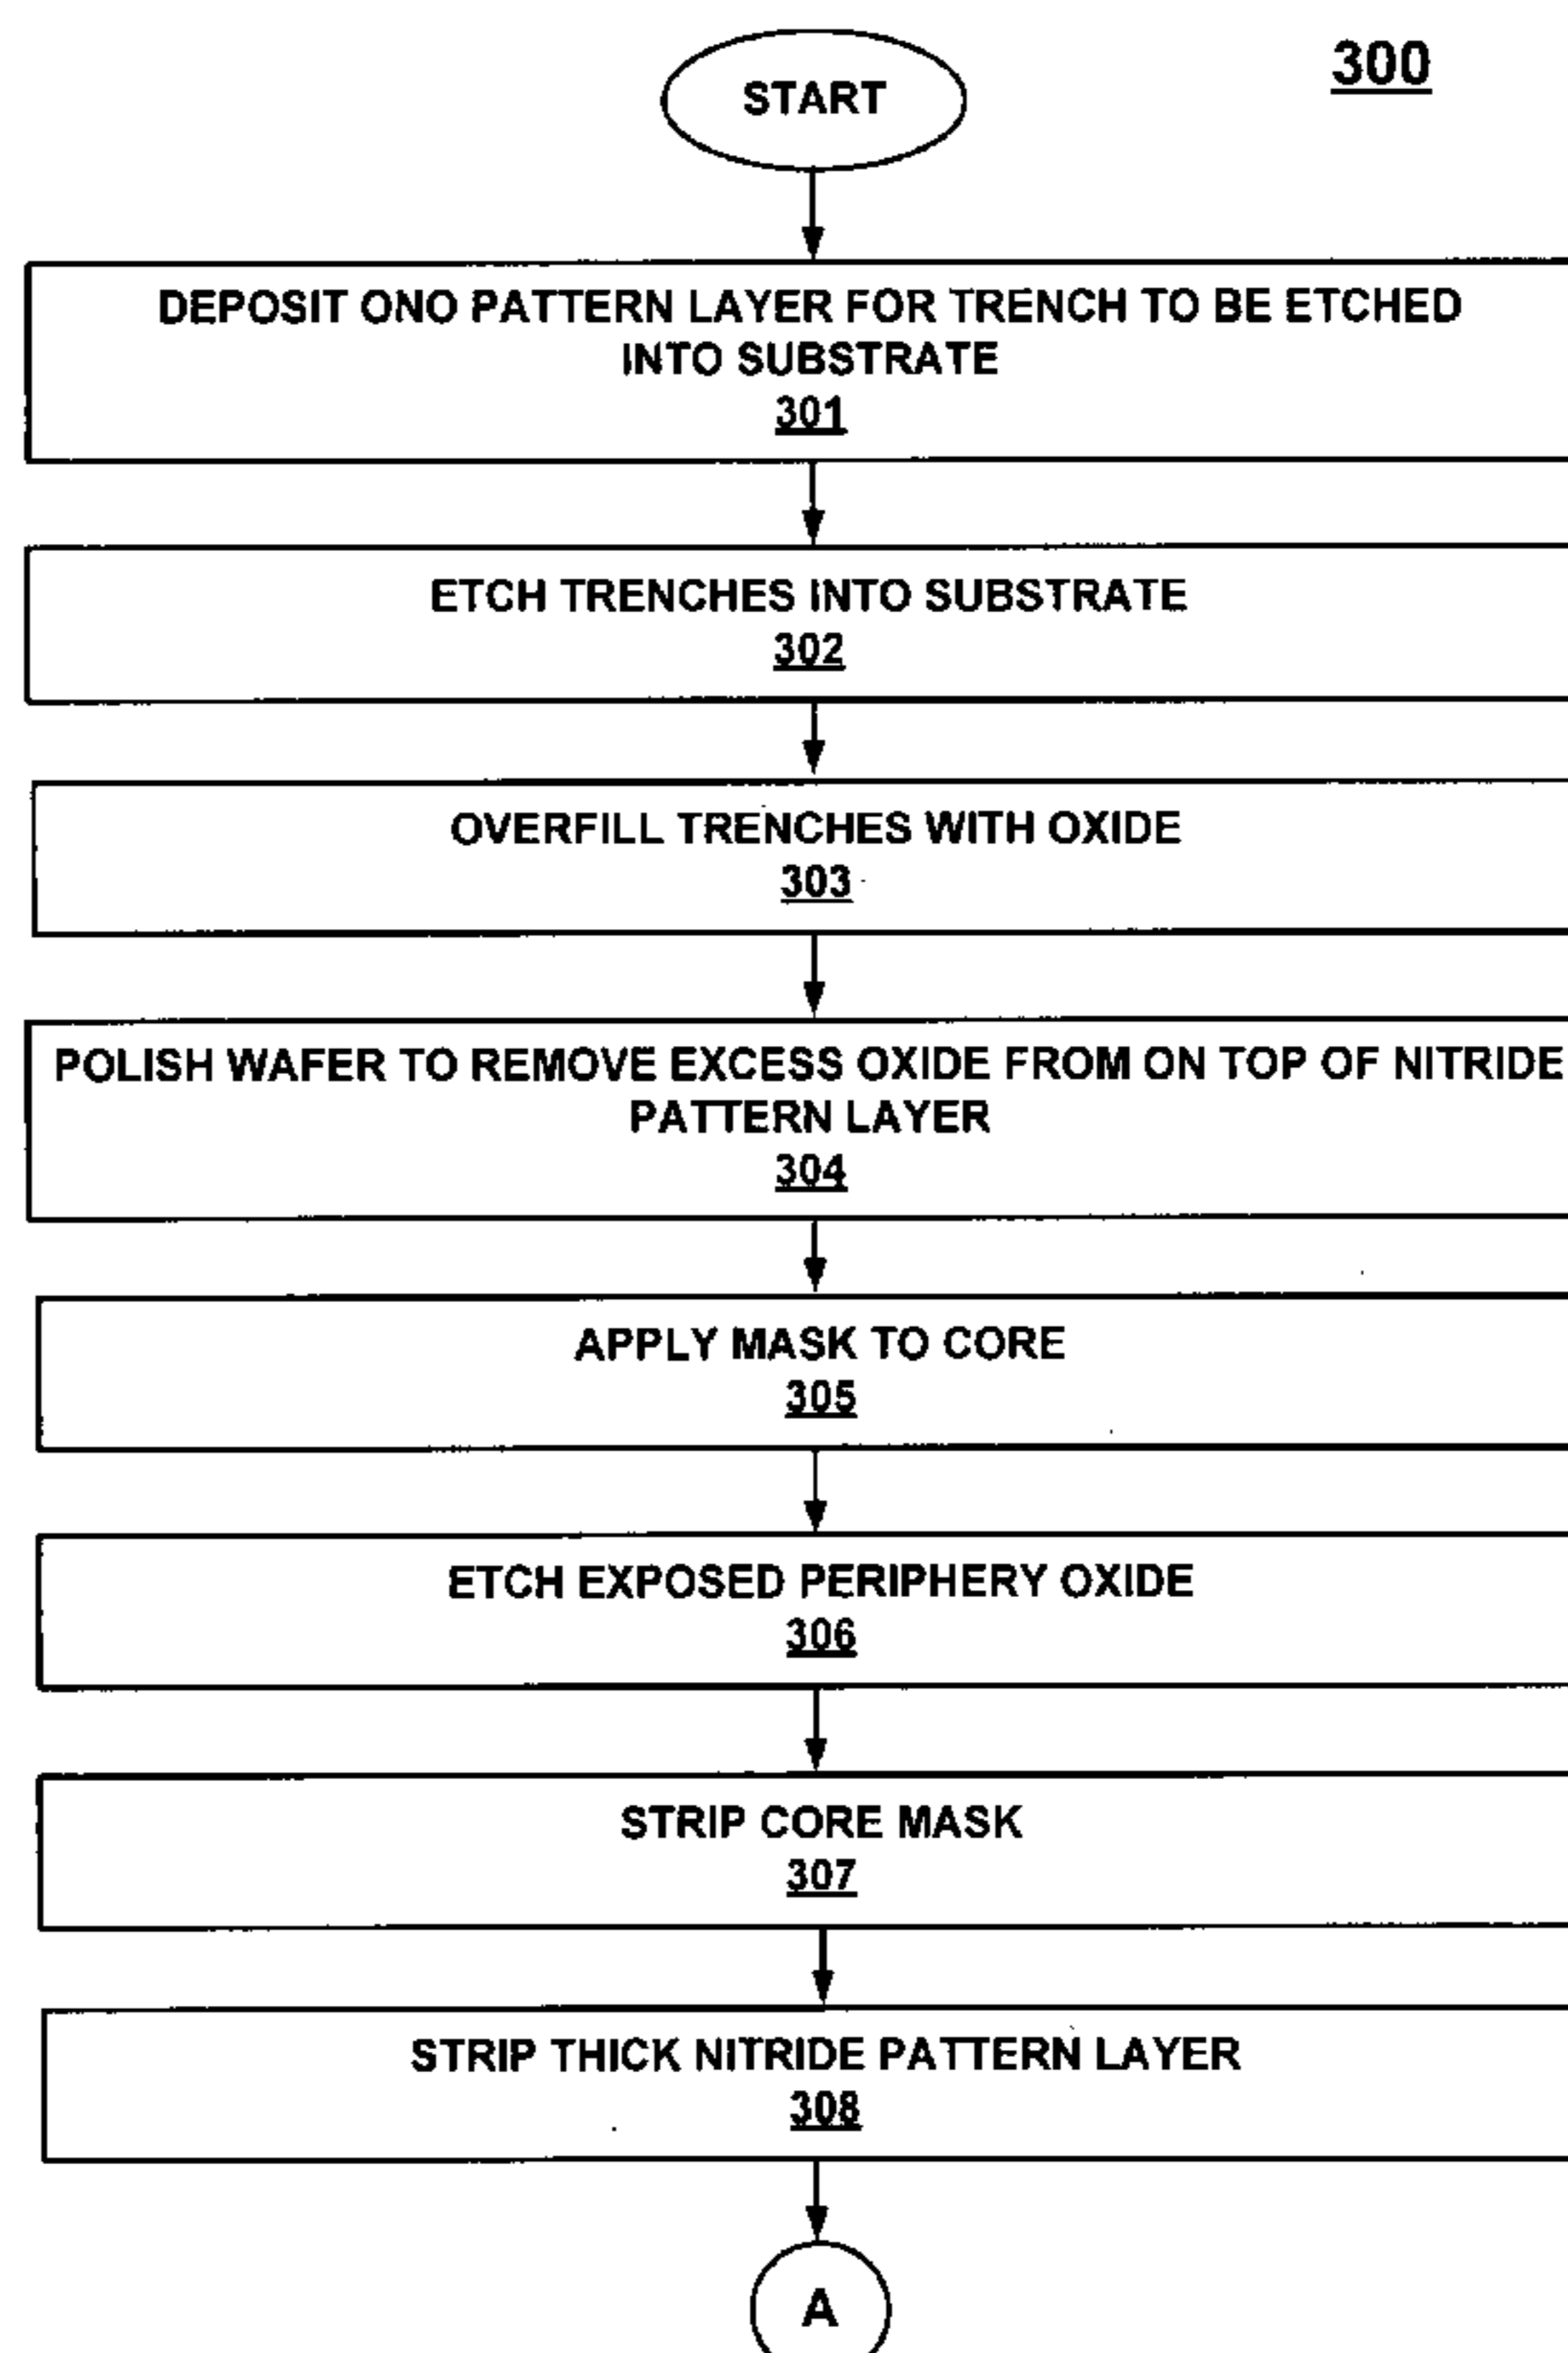 300
START
DEPOSIT ONO PATTERN LAYER FOR TRENCH TO BE ETCHED
INTO SUBSTRATE
301
ETCH TRENCHES INTO SUBSTRATE
302
OVERFILL TRENCHES WITH OXIDE
303
POLISH WAFER TO REMOVE EXCESS OXIDE FROM ON TOP OF NITRIDE
PATTERN LAYER
304
APPLY MASK TO CORE
305
ETCH EXPOSED PERIPHERY OXIDE
306
STRIP CORE MASK
307
STRIP THICK NITRIDE PATTERN LAYER
308
A